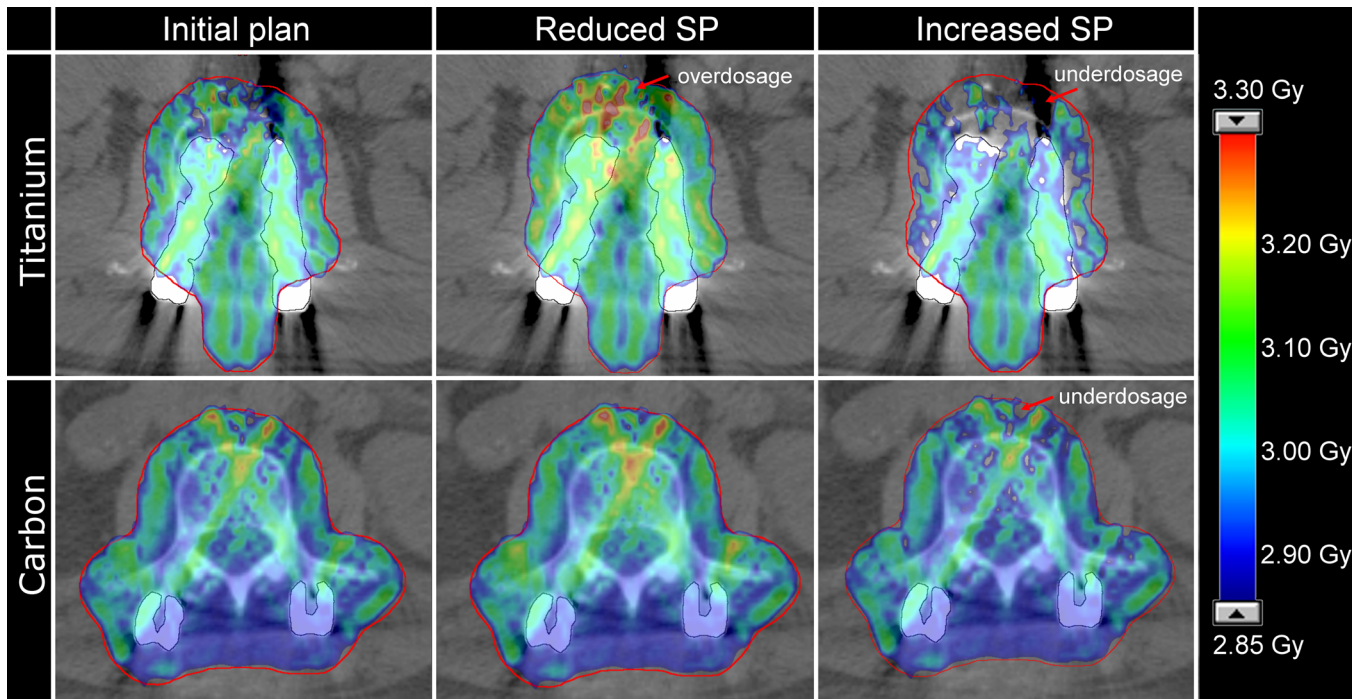 Initial plan
Reduced SP
Increased SP
Titanium
overdosage
underdosage
Carbon
underdosage
3.30 Gy
3.20 Gy
3.10 Gy
3.00 Gy
2.90 Gy
2.85 Gy